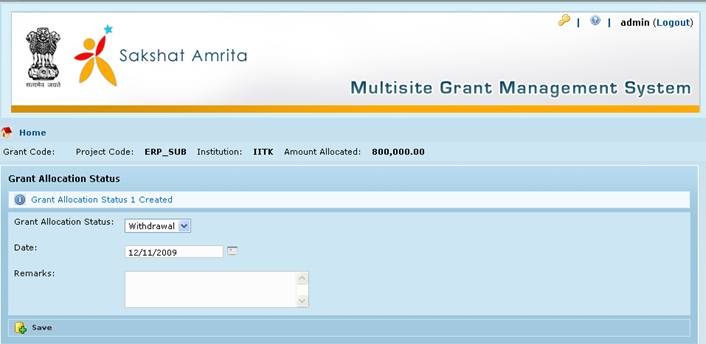 admin (Logout)
सत्यमेव जयते
Sakshat Amrita
Multisite Grant Management System
Home
Grant Code: Project Code: ERP_SUB Institution: IITK Amount Allocated: 800,000.00
Grant Allocation Status
Grant Allocation Status 1 Created
Grant Allocation Status: Withdrawal
Date: 12/11/2009
Remarks:
Save